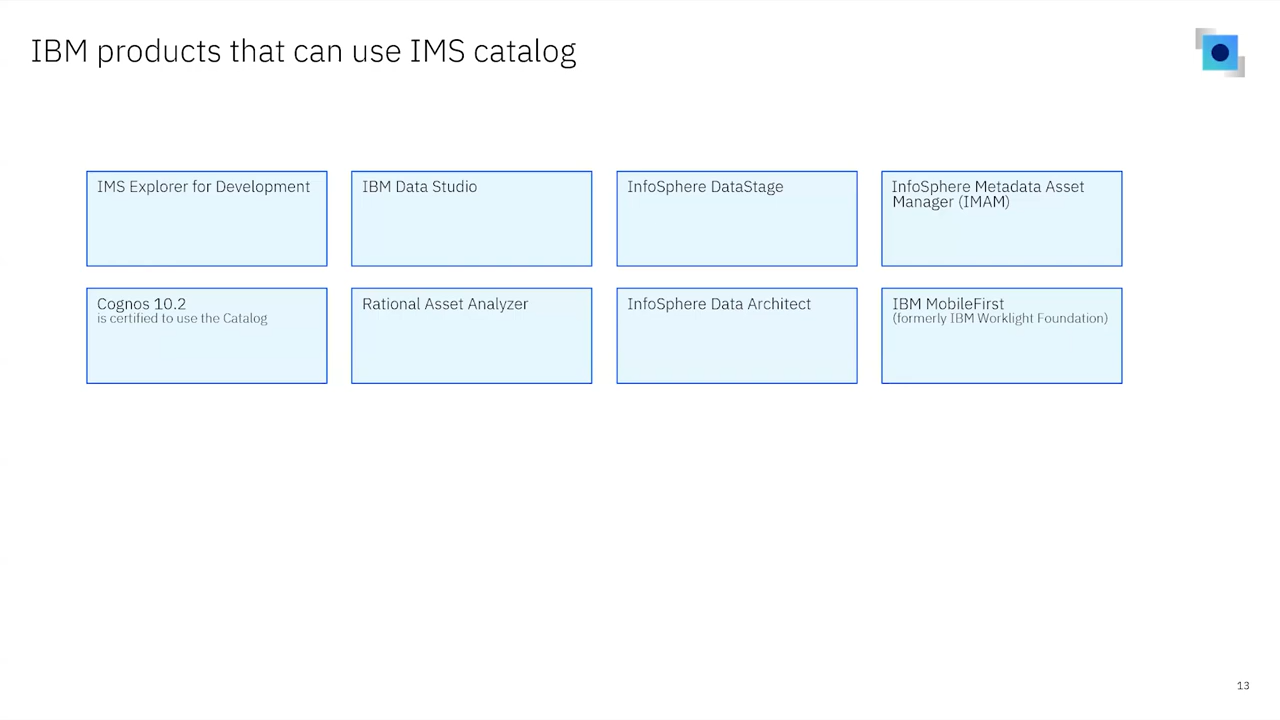 IBM products that can use IMS catalog
IMS Explorer for Development
IBM Data Studio
InfoSphere DataStage
InfoSphere Metadata Asset
Manager (IMAM)
Cognos 10.2
is certified to use the Catalog
Rational Asset Analyzer
InfoSphere Data Architect
IBM MobileFirst
(formerly IBM Worklight Foundation)
13